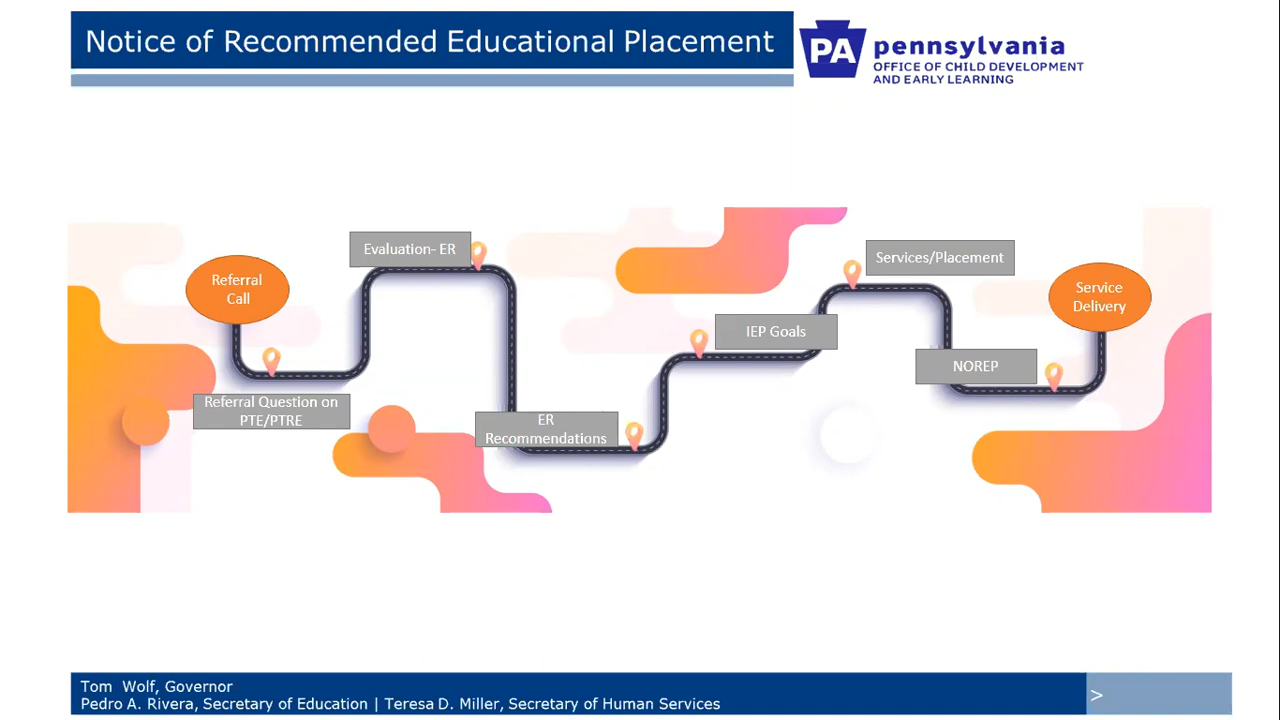 Notice of Recommended Educational Placement
PA
pennsylvania
OFFICE OF CHILD DEVELOPMENT
AND EARLY LEARNING
Referral
Call
Referral Question on
PTE/PTRE
Evaluation- ER
ER
Recommendations
IEP Goals
Services/Placement
NOREP
Service
Delivery
Tom  Wolf, Governor
Pedro A. Rivera, Secretary of Education | Teresa D. Miller, Secretary of Human Services
>